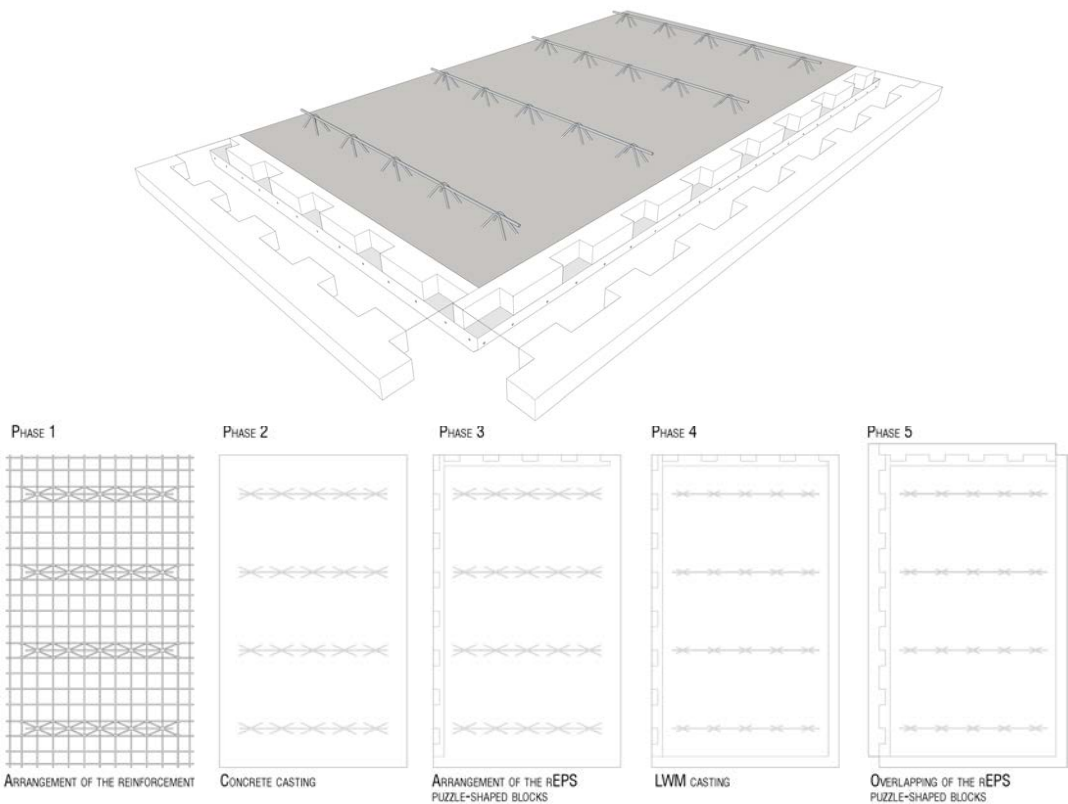 PHASE 1
PHASE 2
PHASE 3
PHASE 4
PHASE 5
ARRANGEMENT OF THE REINFORCEMENT
CONCRETE CASTING
ARRANGEMENT OF THE rEPS
PUZZLE-SHAPED BLOCKS
LWM CASTING
OVERLAPPING OF THE rEPS
PUZZLE-SHAPED BLOCKS